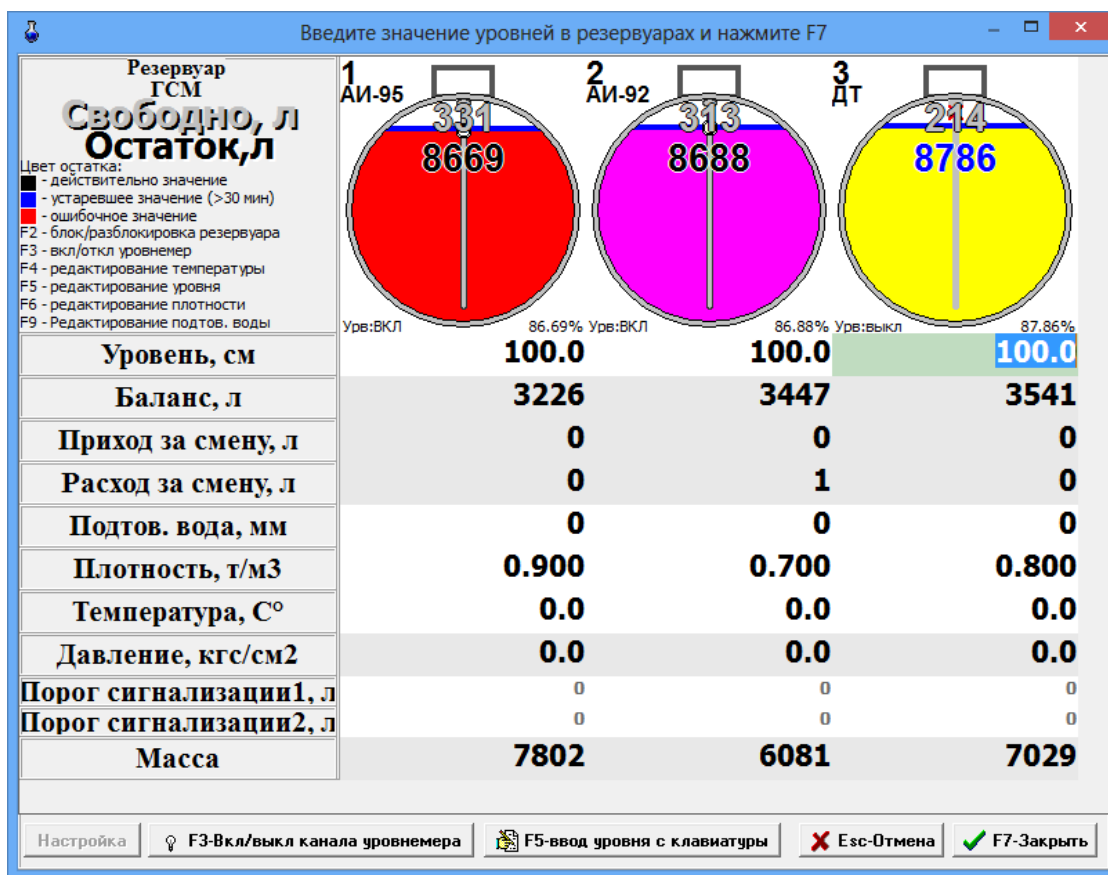 Введите значение уровней в резервуарах и нажмите F7
Резервуар
ГСМ
Свободно, л
Остаток,л
Цвет остатка:
- действительно значение
- устаревшее значение (>30 мин)
- ошибочное значение
F2 - блок/разблокировка резервуара
F3 - вкл/откл уровнемер
F4 - редактирование температуры
F5 - редактирование уровня
F6 - редактирование плотности
F9 - Редактирование подтов. воды
1
АИ-95
331
8669
Урв:ВКЛ 86.69%
2
АИ-92
313
8688
Урв:ВКЛ 86.88%
3
ДТ
214
8786
Урв:выкл 87.86%
Уровень, см 100.0 100.0 100.0
Баланс, л 3226 3447 3541
Приход за смену, л 0 0 0
Расход за смену, л 0 1 0
Подтов. вода, мм 0 0 0
Плотность, т/м3 0.900 0.700 0.800
Температура, С° 0.0 0.0 0.0
Давление, кгс/см2 0.0 0.0 0.0
Порог сигнализации1, л 0 0 0
Порог сигнализации2, л 0 0 0
Масса 7802 6081 7029
Настройка F3-Вкл/выкл канала уровнемера F5-ввод уровня с клавиатуры Esc-Отмена F7-Закрыть